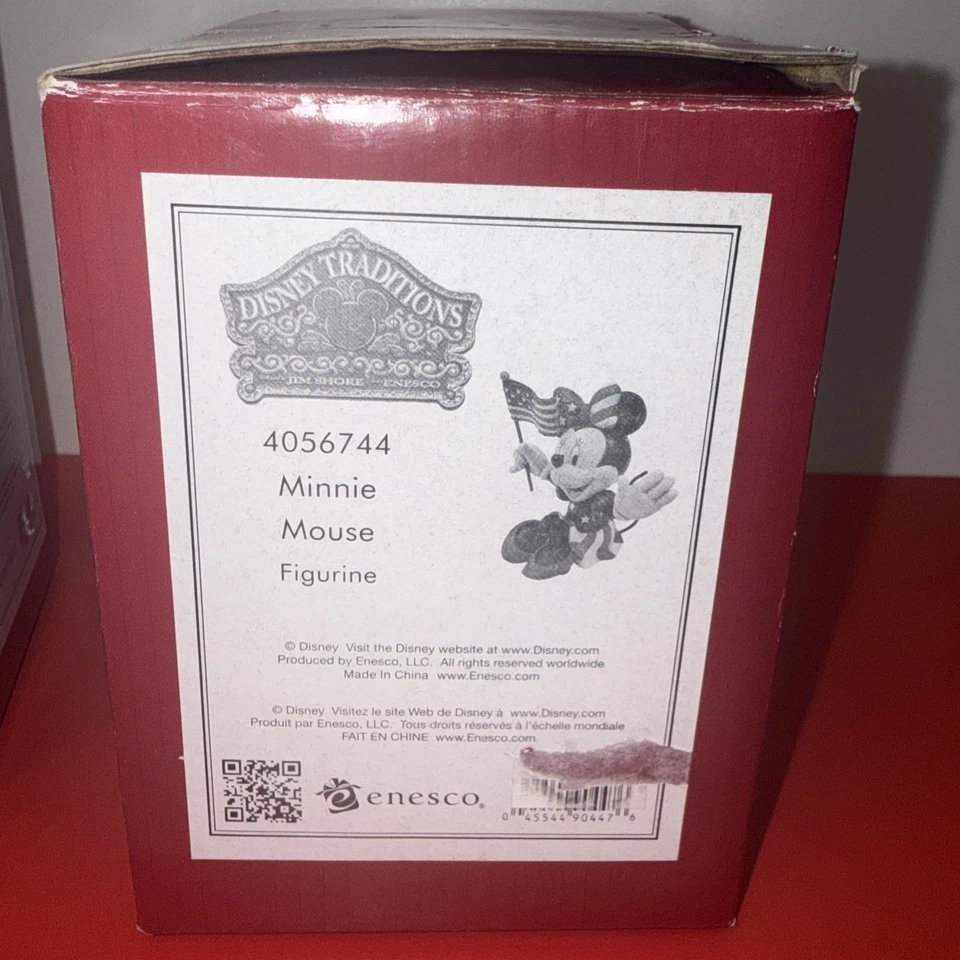 DISNEY TRADITIONS
JIM SHORE ENESCO
4056744
Minnie
Mouse
Figurine
© Disney Visit the Disney website at www.Disney.com
Produced by Enesco, LLC. All rights reserved worldwide
Made In China www.Enesco.com
© Disney Visitez le site Web de Disney à www.Disney.com
Produit par Enesco, LLC. Tous droits réservés à l'échelle mondiale
FAIT EN CHINE www.Enesco.com
enesco®
0 45544 90447 6